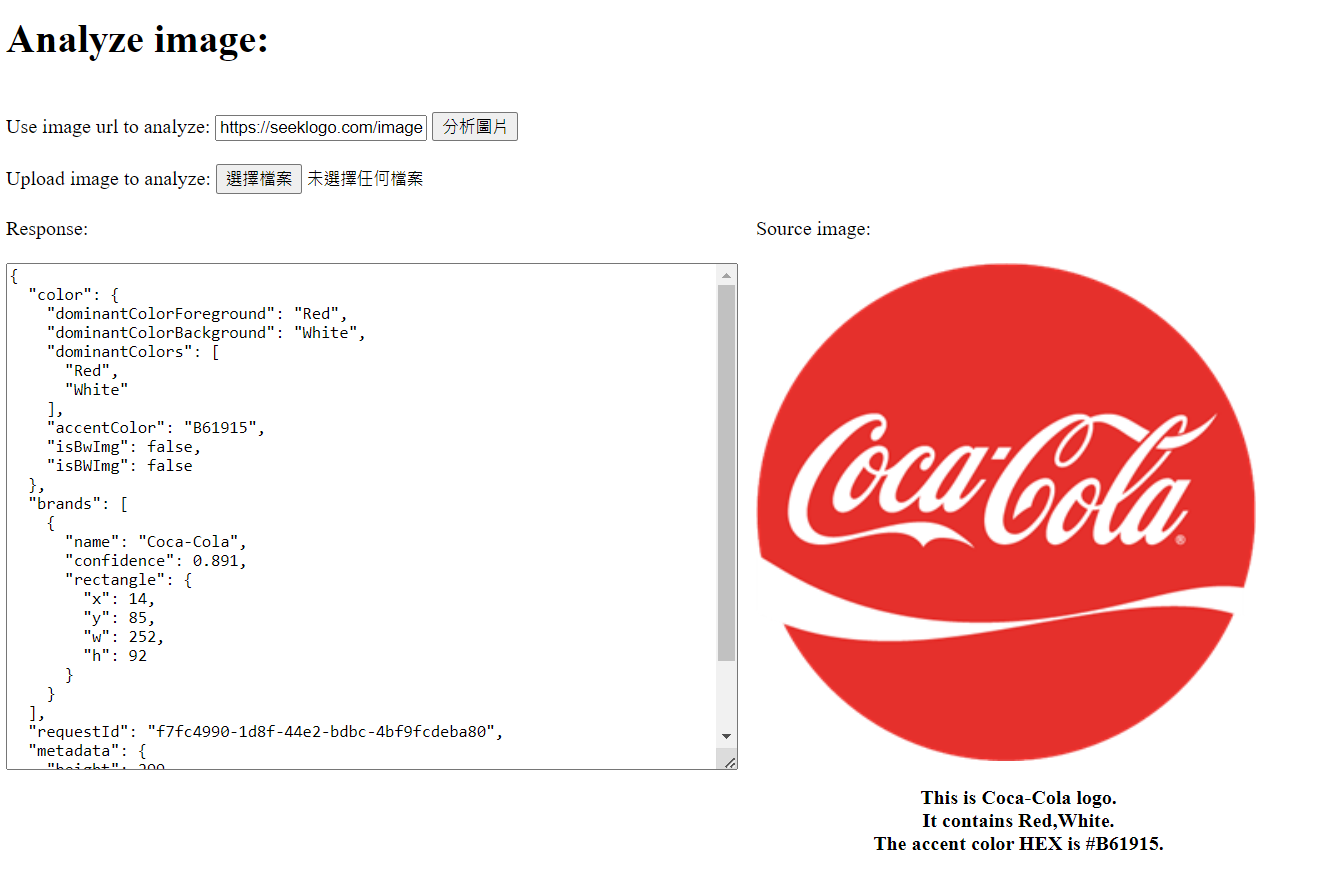 Analyze image:
Use image url to analyze: https://seeklogo.com/image 分析圖片
Upload image to analyze: 選擇檔案 未選擇任何檔案
Response:
{
  "color": {
    "dominantColorForeground": "Red",
    "dominantColorBackground": "White",
    "dominantColors": [
      "Red",
      "White"
    ],
    "accentColor": "B61915",
    "isBwImg": false,
    "isBWImg": false
  },
  "brands": [
    {
      "name": "Coca-Cola",
      "confidence": 0.891,
      "rectangle": {
        "x": 14,
        "y": 85,
        "w": 252,
        "h": 92
      }
    }
  ],
  "requestId": "f7fc4990-1d8f-44e2-bdbc-4bf9fcdeba80",
  "metadata": {
    "height":
Source image:
Coca-Cola®
This is Coca-Cola logo.
It contains Red,White.
The accent color HEX is #B61915.